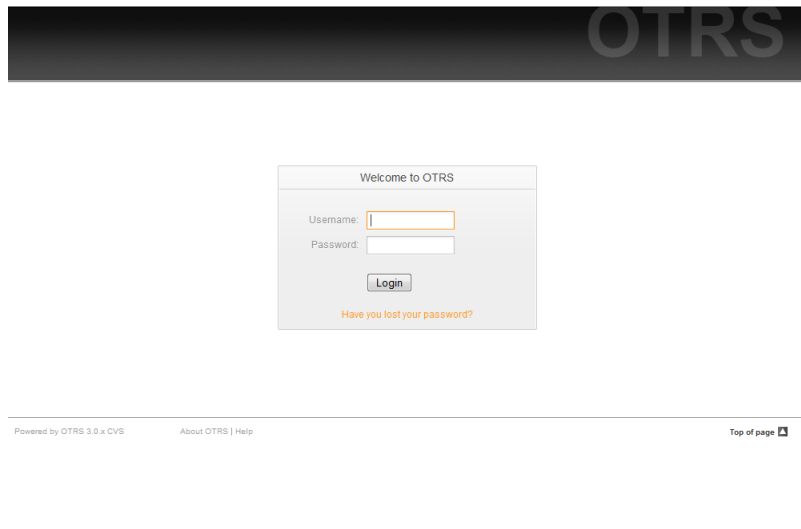 OTRS
Welcome to OTRS
Username:
Password:
Login
Have you lost your password?
Powered by OTRS 3.0.x CVS About OTRS | Help Top of page